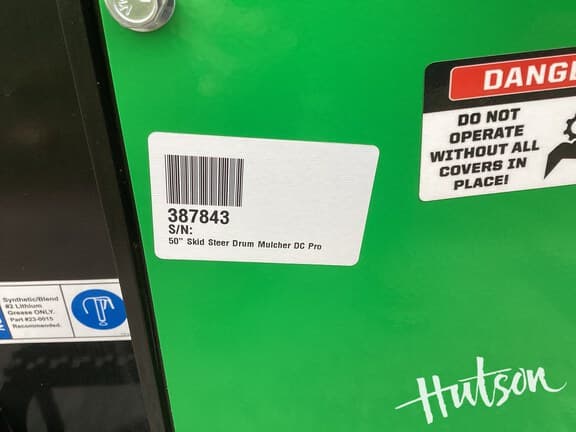 DANGE
DO NOT
OPERATE
WITHOUT ALL
COVERS IN
PLACE!
387843
S/N:
50" Skid Steer Drum Mulcher DC Pro
Synthetic/Blend
#2 Lithium
Grease ONLY.
Part #23-0015
Recommended.
Hutson